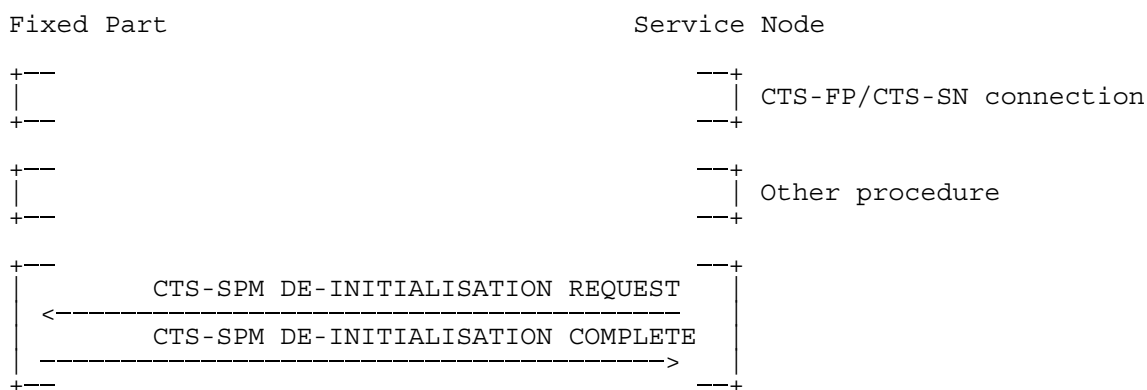 Fixed Part Service Node
CTS-FP/CTS-SN connection
Other procedure
CTS-SPM DE-INITIALISATION REQUEST
CTS-SPM DE-INITIALISATION COMPLETE